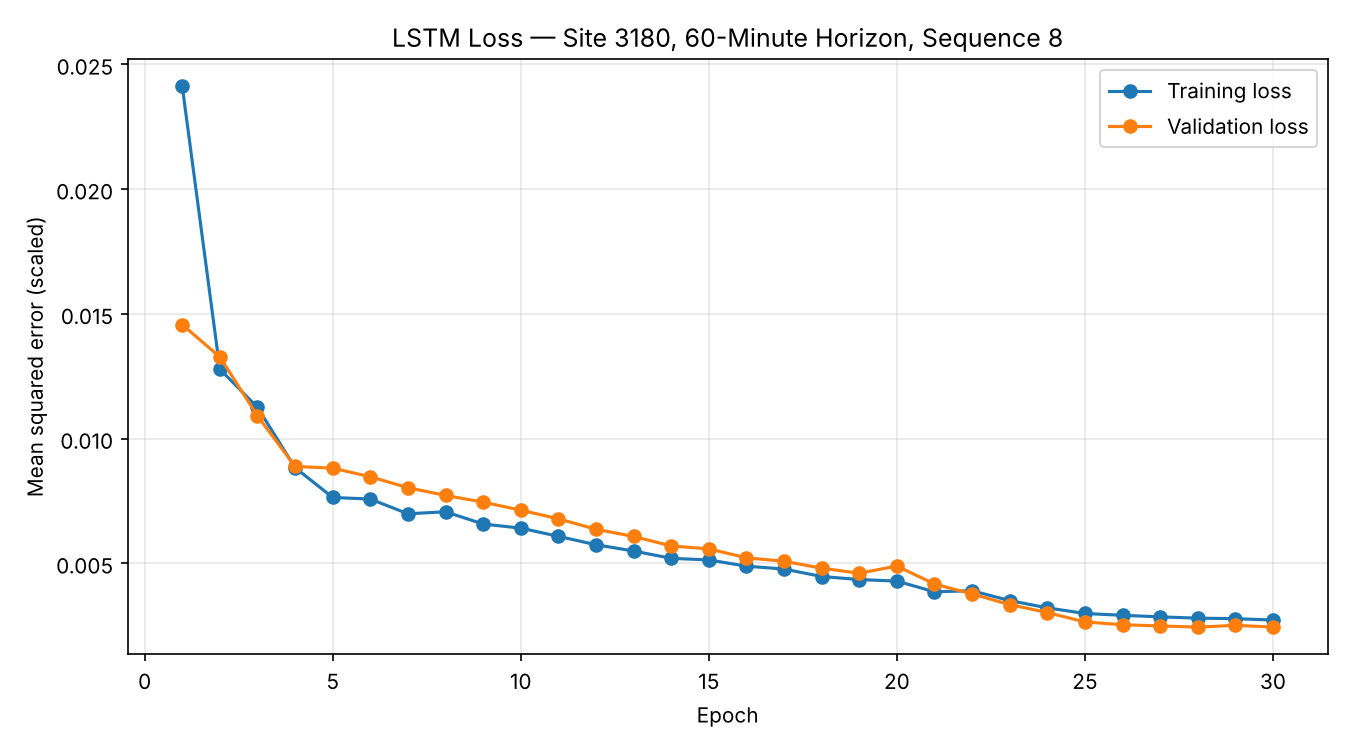 LSTM Loss — Site 3180, 60-Minute Horizon, Sequence 8
Training loss
Validation loss
Mean squared error (scaled)
0.025
0.020
0.015
0.010
0.005
0 5 10 15 20 25 30
Epoch